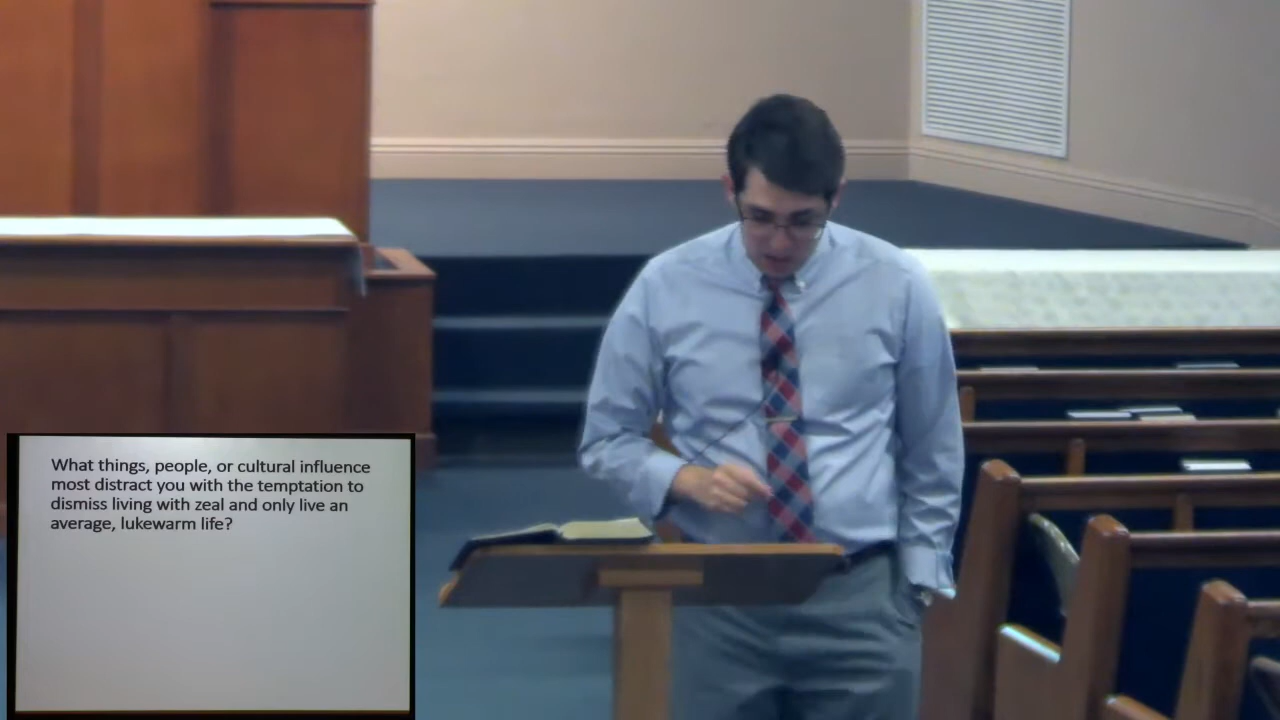 What things, people, or cultural influence
most distract you with the temptation to
dismiss living with zeal and only live an
average, lukewarm life?